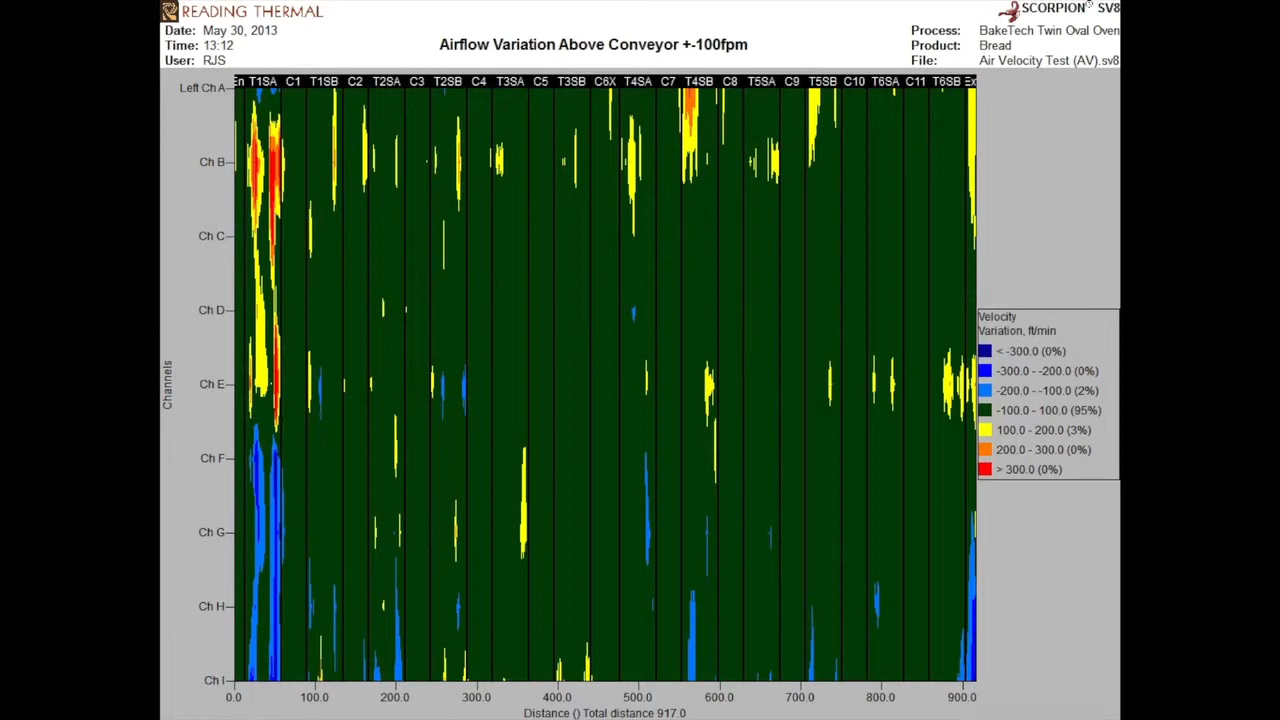 READING THERMAL
SCORPION® SV8
Date: May 30, 2013
Time: 13:12
User: RJS
Airflow Variation Above Conveyor +-100fpm
Process: BakeTech Twin Oval Oven
Product: Bread
File: Air Velocity Test (AV).sv8
En T1SA C1 T1SB C2 T2SA C3 T2SB C4 T3SA C5 T3SB C6X T4SA C7 T4SB C8 T5SA C9 T5SB C10 T6SA C11 T6SB Ex
Left Ch A
Ch B
Ch C
Ch D
Ch E
Ch F
Ch G
Ch H
Ch I
Channels
0.0 100.0 200.0 300.0 400.0 500.0 600.0 700.0 800.0 900.0
Distance () Total distance 917.0
Velocity
Variation, ft/min
< -300.0 (0%)
-300.0 - -200.0 (0%)
-200.0 - -100.0 (2%)
-100.0 - 100.0 (95%)
100.0 - 200.0 (3%)
200.0 - 300.0 (0%)
> 300.0 (0%)